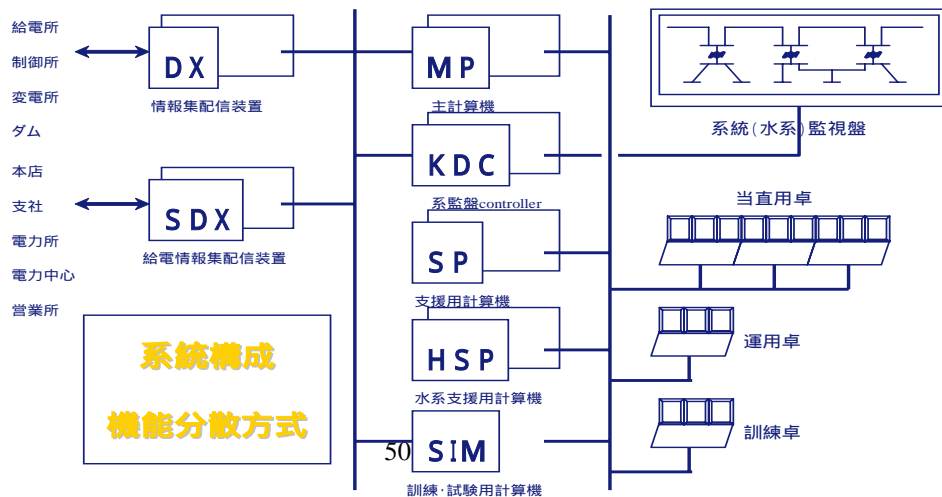 給電所
制御所
変電所
ダム
本店
支社
電力所
電力中心
営業所
DX
情報集配信装置
SDX
給電情報集配信装置
系統構成
機能分散方式
MP
主計算機
KDC
系監盤controller
SP
支援用計算機
HSP
水系支援用計算機
50
SIM
訓練·試験用計算機
系統(水系)監視盤
当直用卓
運用卓
訓練卓